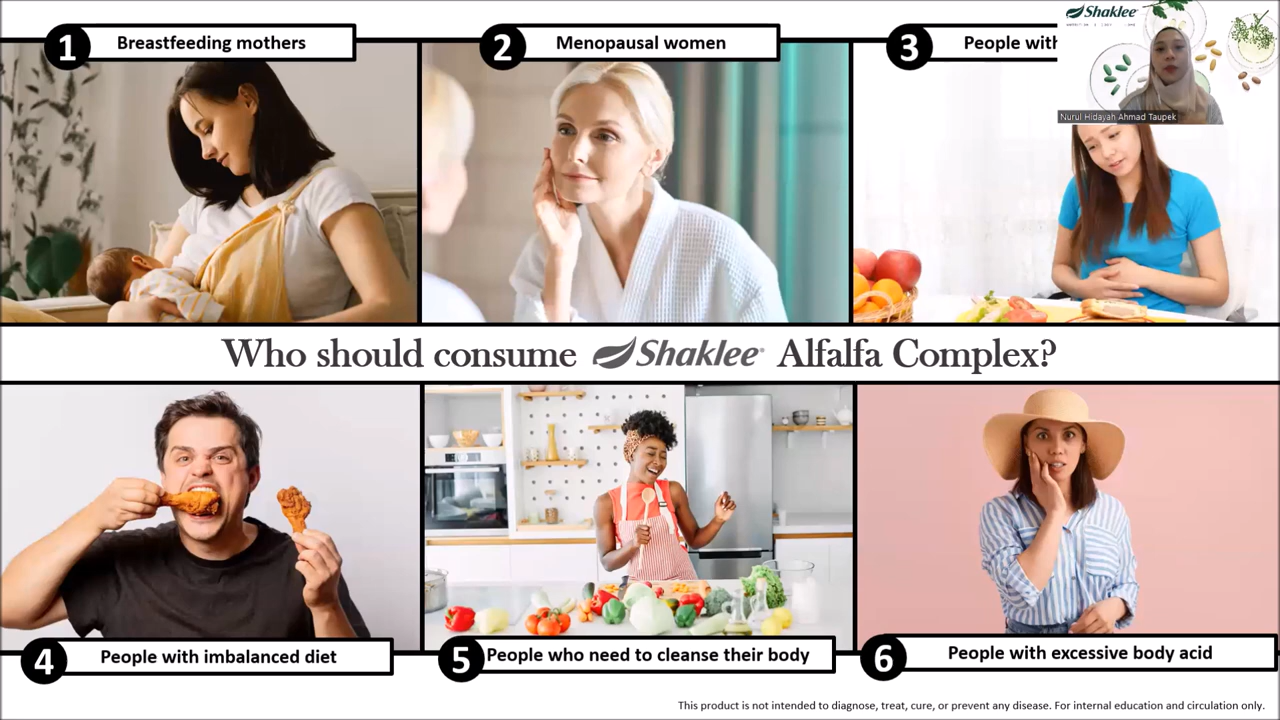 1 Breastfeeding mothers
2 Menopausal women
3 People with
Shaklee
Nurul Hidayah Ahmad Taupek
Who should consume Shaklee Alfalfa Complex?
4 People with imbalanced diet
5 People who need to cleanse their body
6 People with excessive body acid
This product is not intended to diagnose, treat, cure, or prevent any disease. For internal education and circulation only.